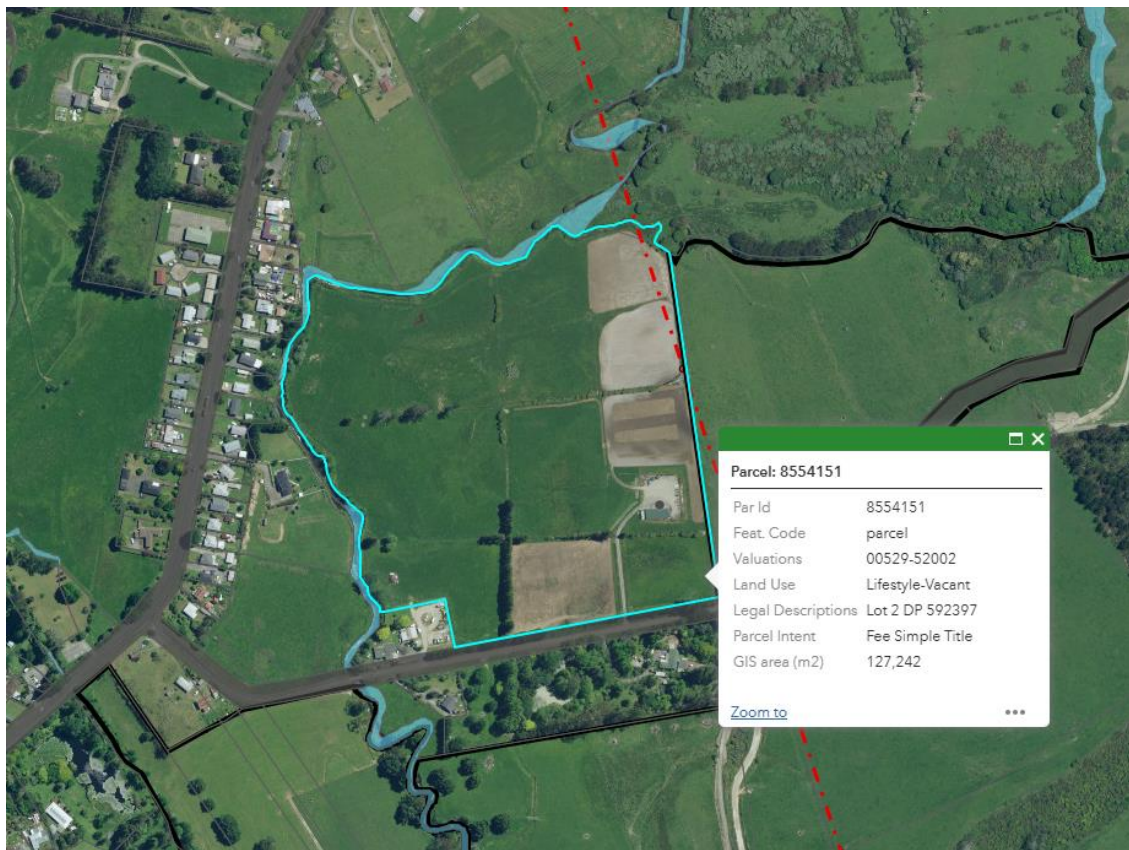 Parcel: 8554151
Par Id 8554151
Feat. Code parcel
Valuations 00529-52002
Land Use Lifestyle-Vacant
Legal Descriptions Lot 2 DP 592397
Parcel Intent Fee Simple Title
GIS area (m2) 127,242
Zoom to